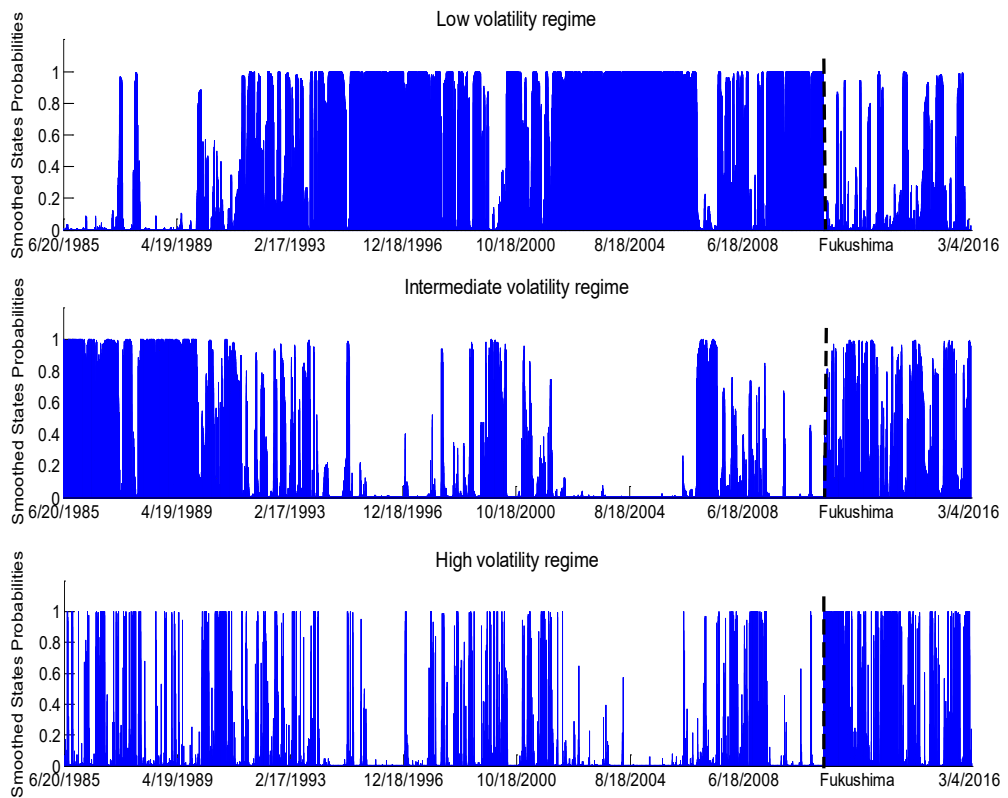 Low volatility regime
Smoothed States Probabilities
1
0.8
0.6
0.4
0.2
0
6/20/1985 4/19/1989 2/17/1993 12/18/1996 10/18/2000 8/18/2004 6/18/2008 Fukushima 3/4/2016
Intermediate volatility regime
Smoothed States Probabilities
1
0.8
0.6
0.4
0.2
0
6/20/1985 4/19/1989 2/17/1993 12/18/1996 10/18/2000 8/18/2004 6/18/2008 Fukushima 3/4/2016
High volatility regime
Smoothed States Probabilities
1
0.8
0.6
0.4
0.2
0
6/20/1985 4/19/1989 2/17/1993 12/18/1996 10/18/2000 8/18/2004 6/18/2008 Fukushima 3/4/2016